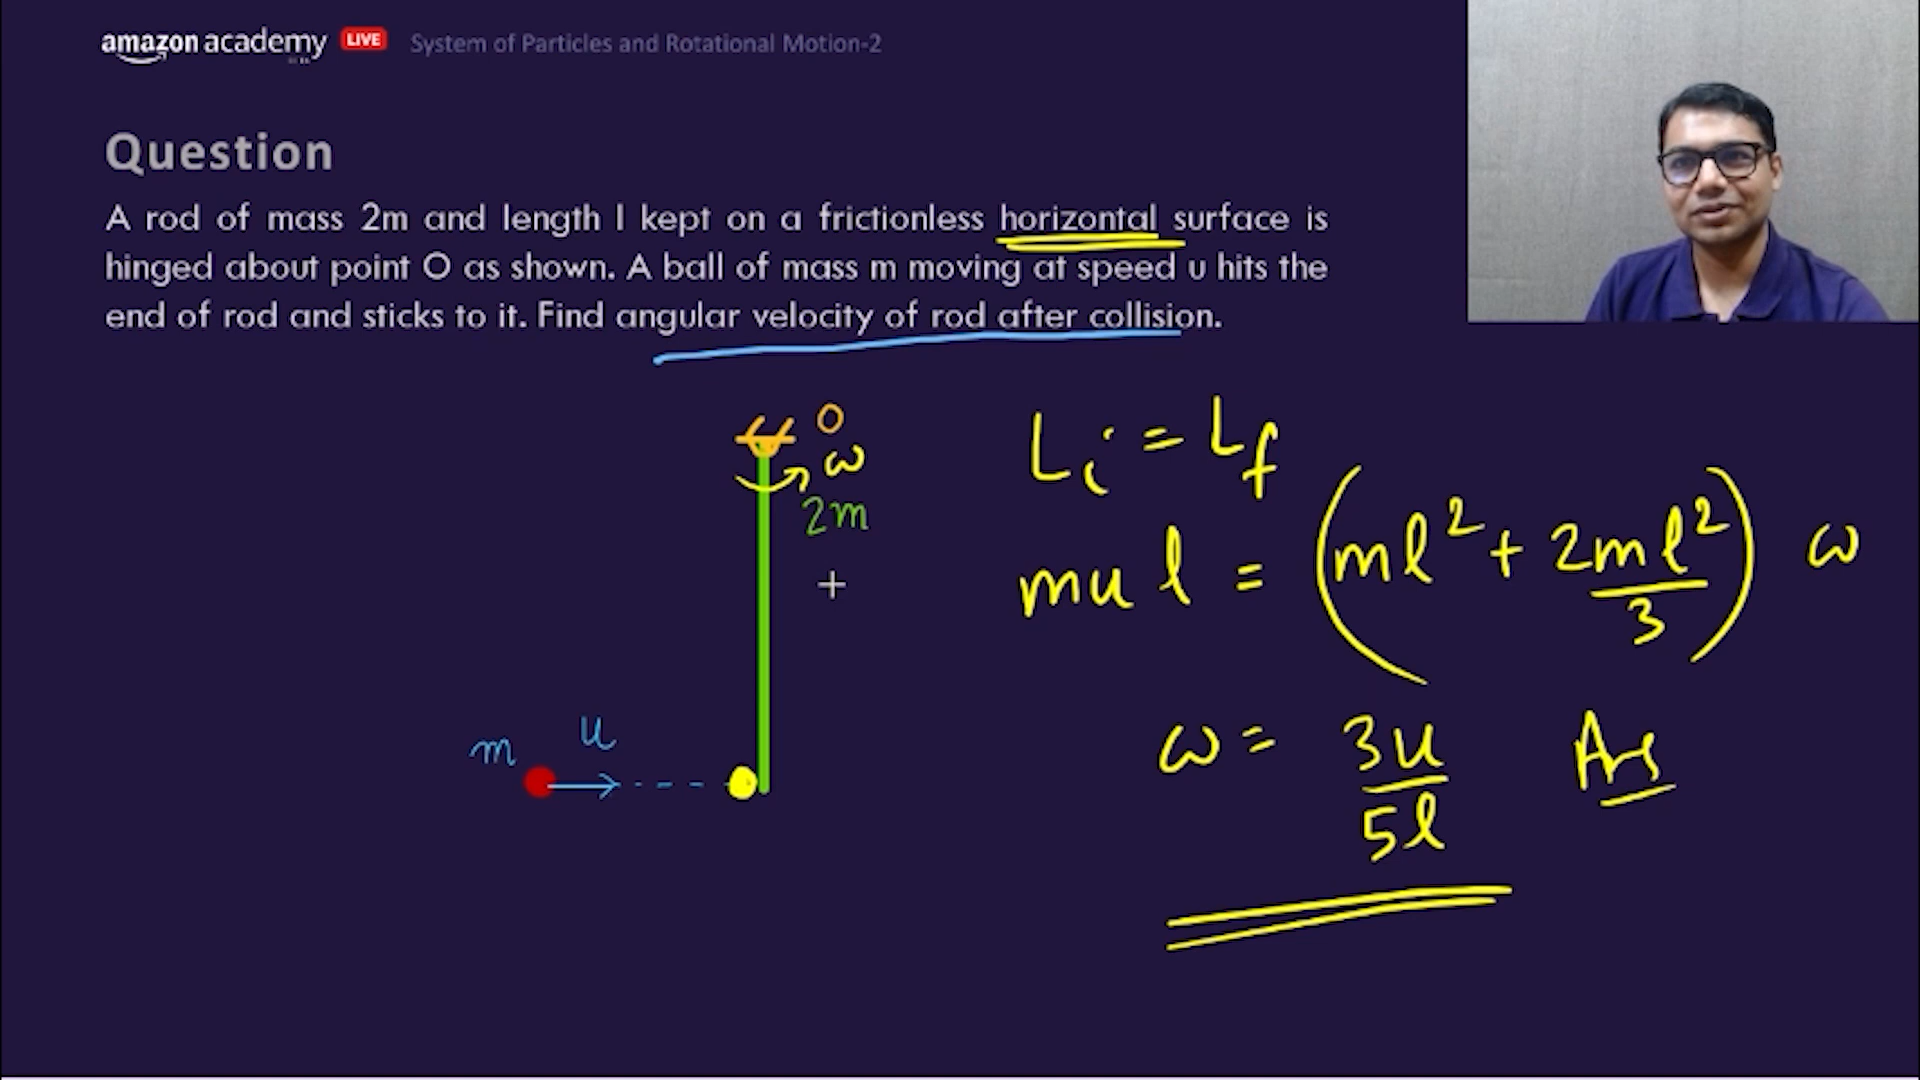 amazon academy LIVE System of Particles and Rotational Motion-2
Question
A rod of mass 2m and length l kept on a frictionless horizontal surface is
hinged about point O as shown. A ball of mass m moving at speed u hits the
end of rod and sticks to it. Find angular velocity of rod after collision.
O
ω
2m
m
u
Li = Lf
mul = (ml² + 2ml²/3) ω
ω = 3u/5l Ans